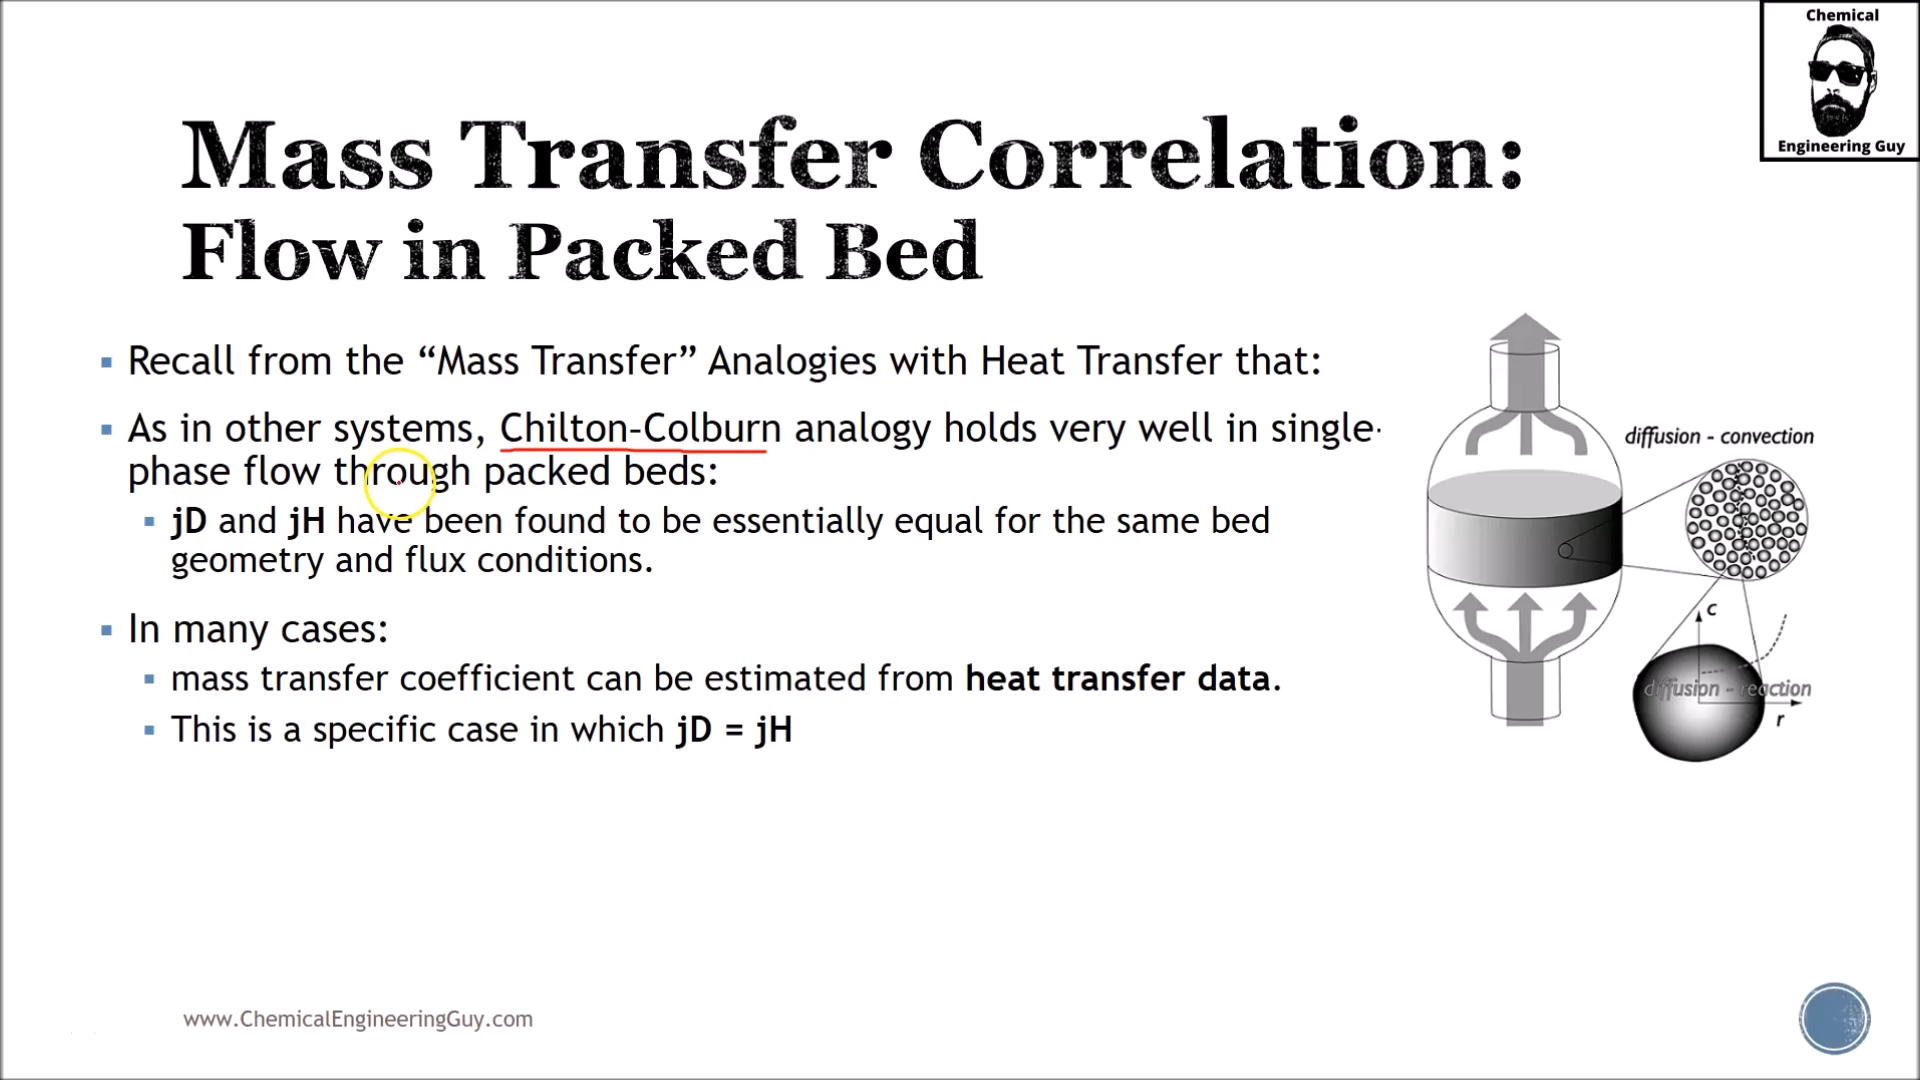 Chemical
Engineering Guy
Mass Transfer Correlation:
Flow in Packed Bed
Recall from the “Mass Transfer” Analogies with Heat Transfer that:
As in other systems, Chilton-Colburn analogy holds very well in single-
phase flow through packed beds:
jD and jH have been found to be essentially equal for the same bed
geometry and flux conditions.
In many cases:
mass transfer coefficient can be estimated from heat transfer data.
This is a specific case in which jD = jH
diffusion - convection
c
diffusion - reaction
r
www.ChemicalEngineeringGuy.com